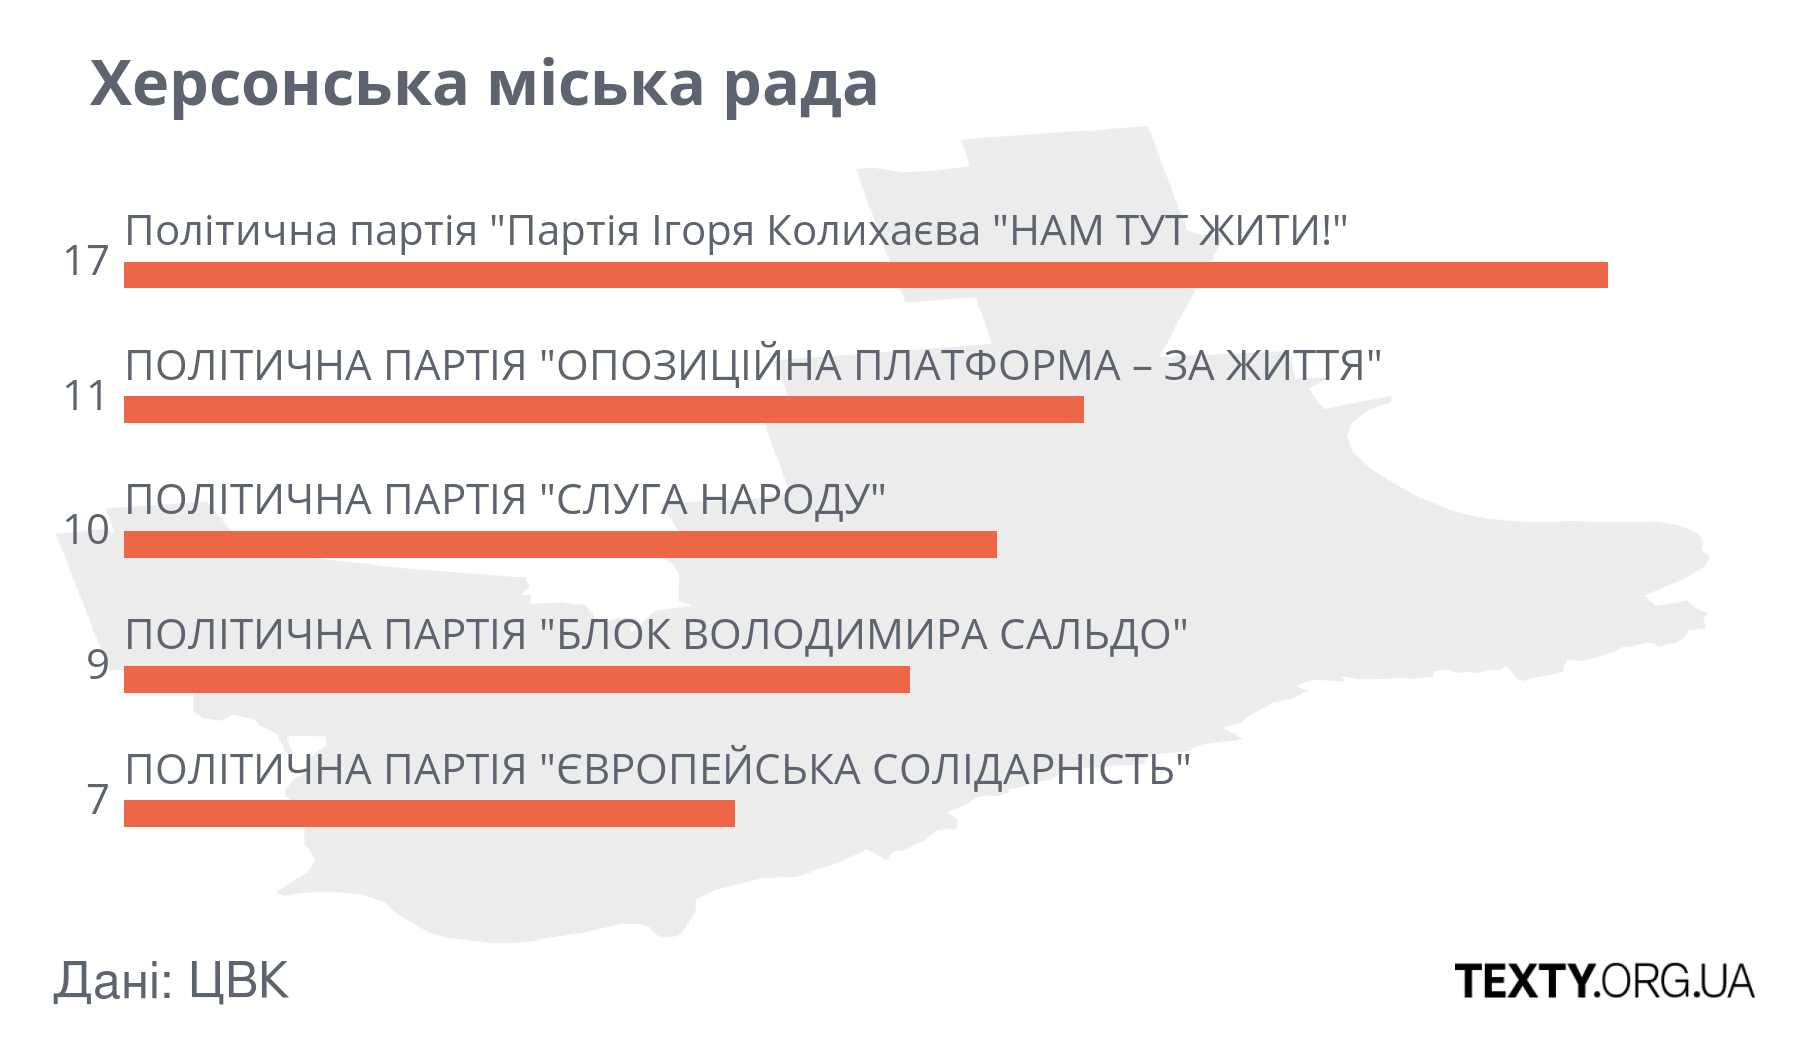 Херсонська міська рада
Політична партія "Партія Ігоря Колихаєва "НАМ ТУТ ЖИТИ!"
17
ПОЛІТИЧНА ПАРТІЯ "ОПОЗИЦІЙНА ПЛАТФОРМА – ЗА ЖИТТЯ"
11
ПОЛІТИЧНА ПАРТІЯ "СЛУГА НАРОДУ"
10
ПОЛІТИЧНА ПАРТІЯ "БЛОК ВОЛОДИМИРА САЛЬДО"
9
ПОЛІТИЧНА ПАРТІЯ "ЄВРОПЕЙСЬКА СОЛІДАРНІСТЬ"
7
Дані: ЦВК
TEXTY.ORG.UA